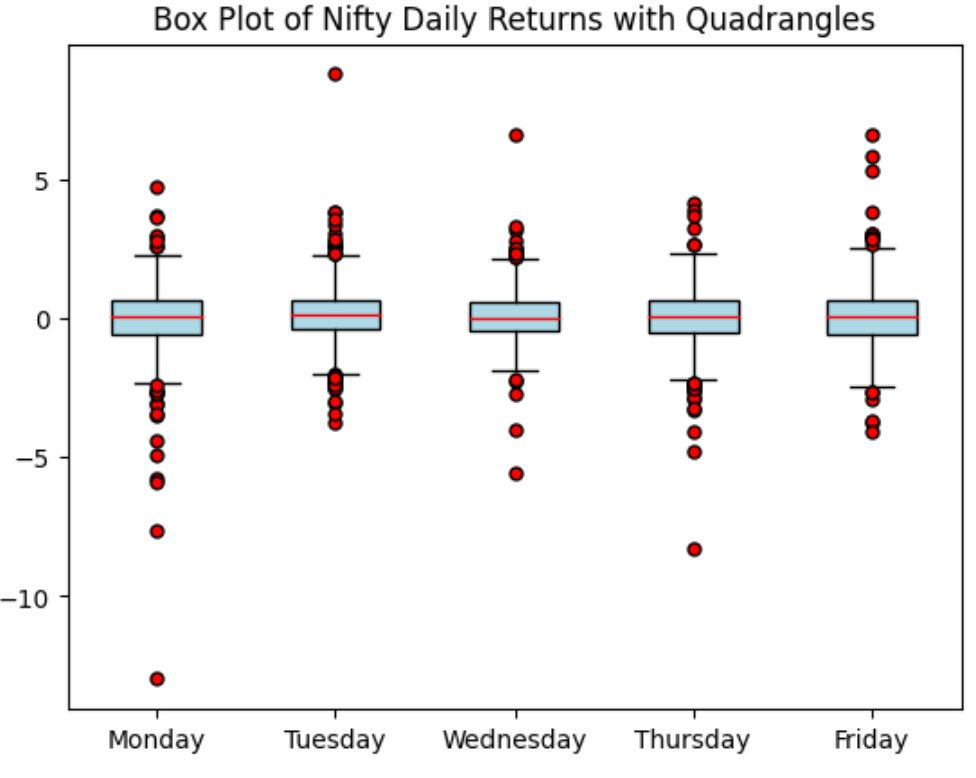 Box Plot of Nifty Daily Returns with Quadrangles
5
0
−5
−10
Monday Tuesday Wednesday Thursday Friday